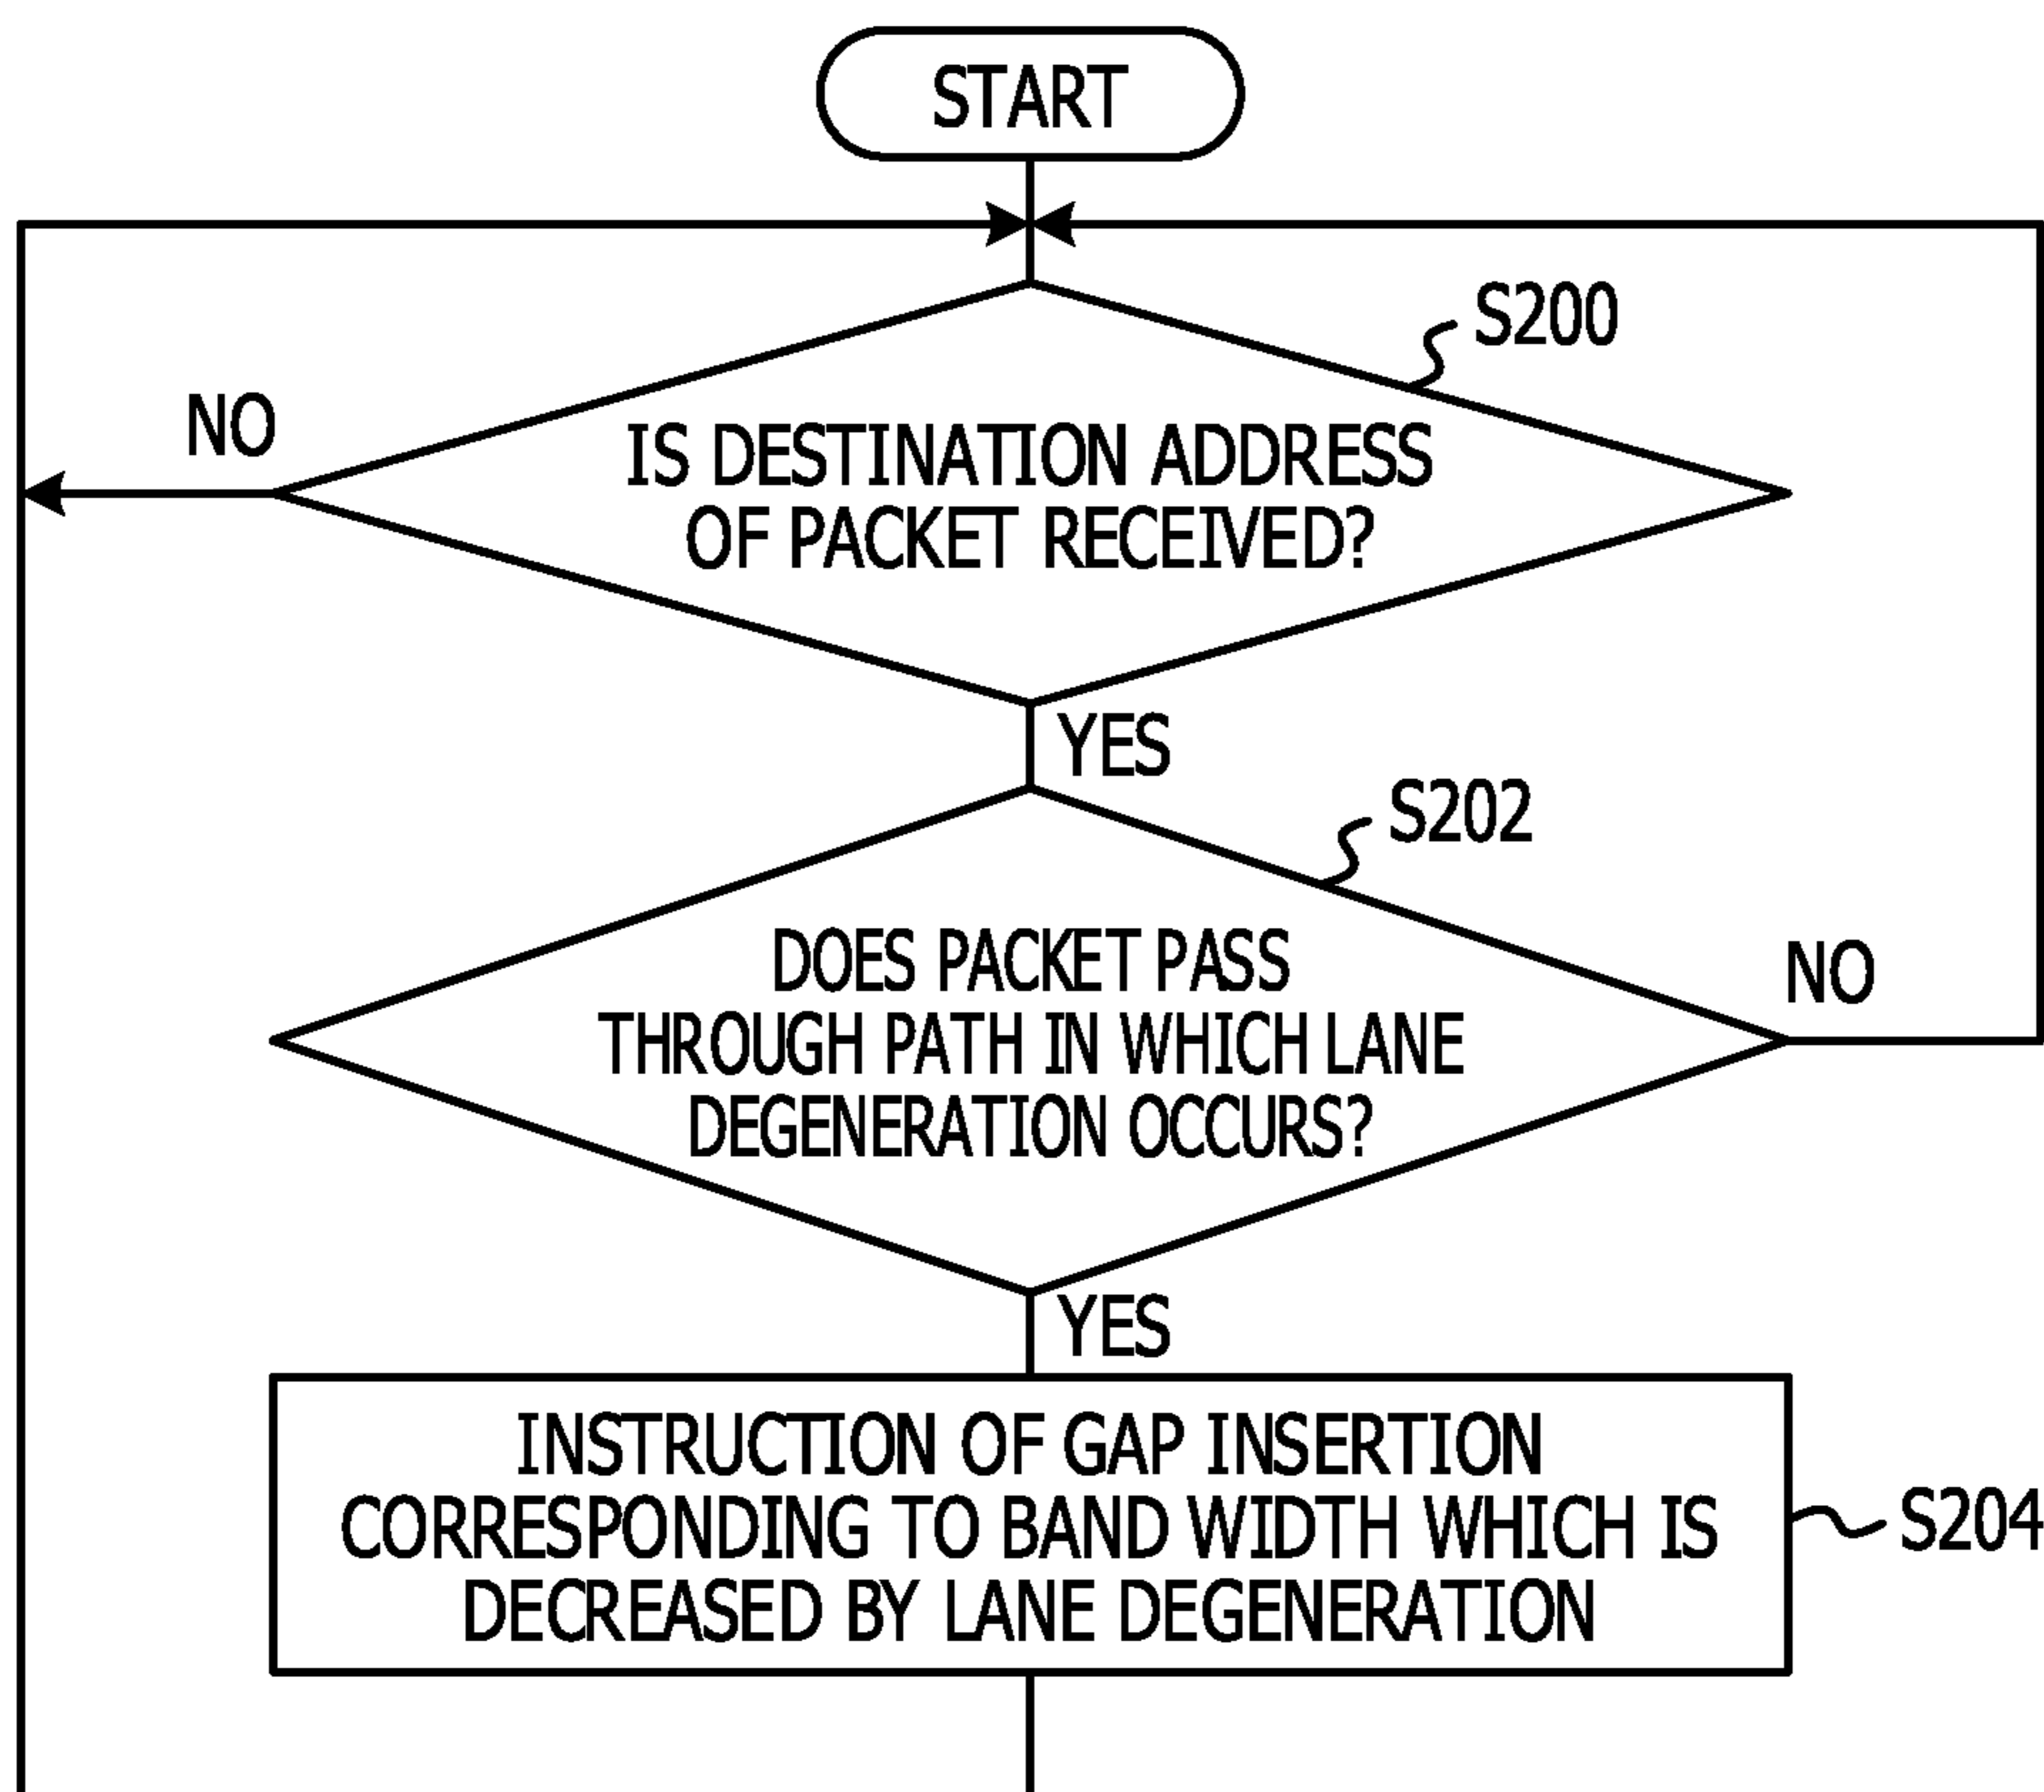 START
S200
NO
IS DESTINATION ADDRESS
OF PACKET RECEIVED?
YES
S202
DOES PACKET PASS
THROUGH PATH IN WHICH LANE
DEGENERATION OCCURS?
NO
YES
INSTRUCTION OF GAP INSERTION
CORRESPONDING TO BAND WIDTH WHICH IS
DECREASED BY LANE DEGENERATION
S204